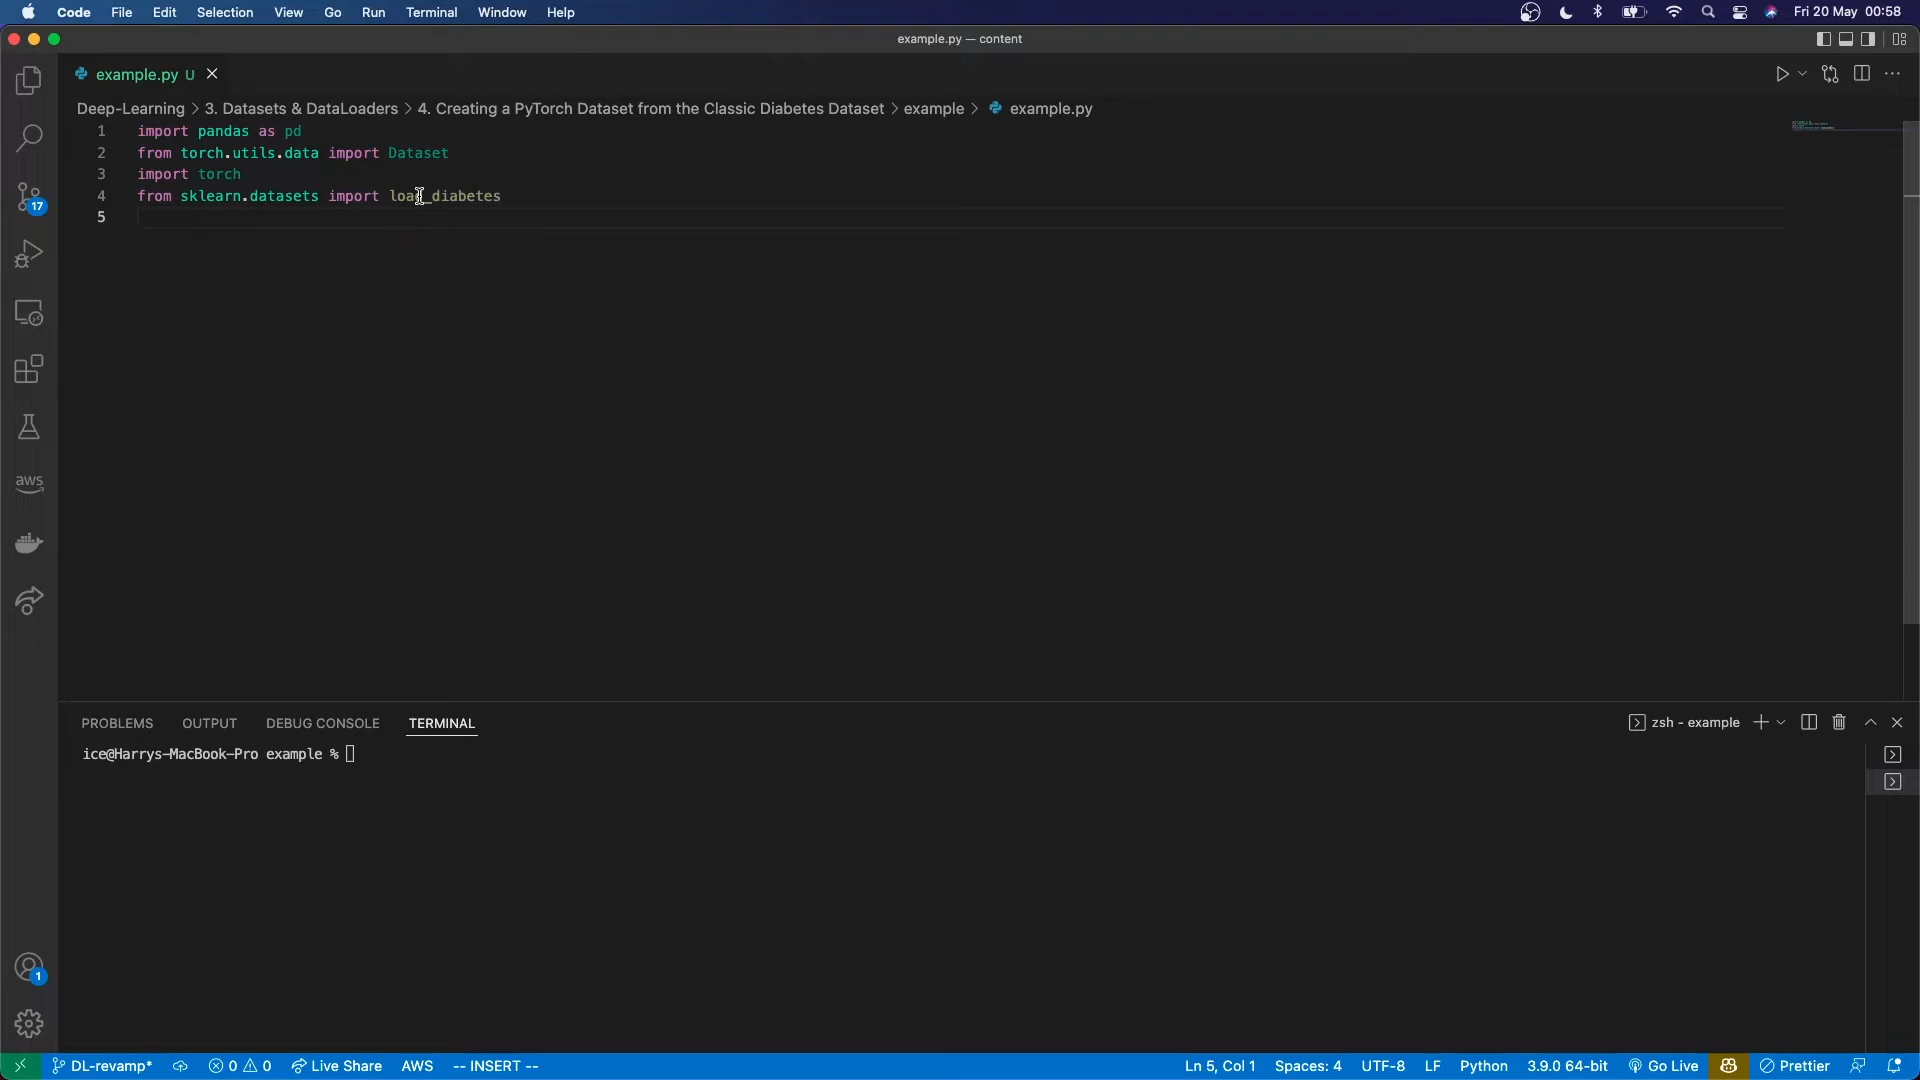 Code File Edit Selection View Go Run Terminal Window Help Fri 20 May 00:58
example.py — content
example.py U
Deep-Learning > 3. Datasets & DataLoaders > 4. Creating a PyTorch Dataset from the Classic Diabetes Dataset > example > example.py
1 import pandas as pd
2 from torch.utils.data import Dataset
3 import torch
4 from sklearn.datasets import load_diabetes
5
17
aws
PROBLEMS OUTPUT DEBUG CONSOLE TERMINAL zsh - example
ice@Harrys-MacBook-Pro example %
1
DL-revamp* 0 0 Live Share AWS -- INSERT -- Ln 5, Col 1 Spaces: 4 UTF-8 LF Python 3.9.0 64-bit Go Live Prettier